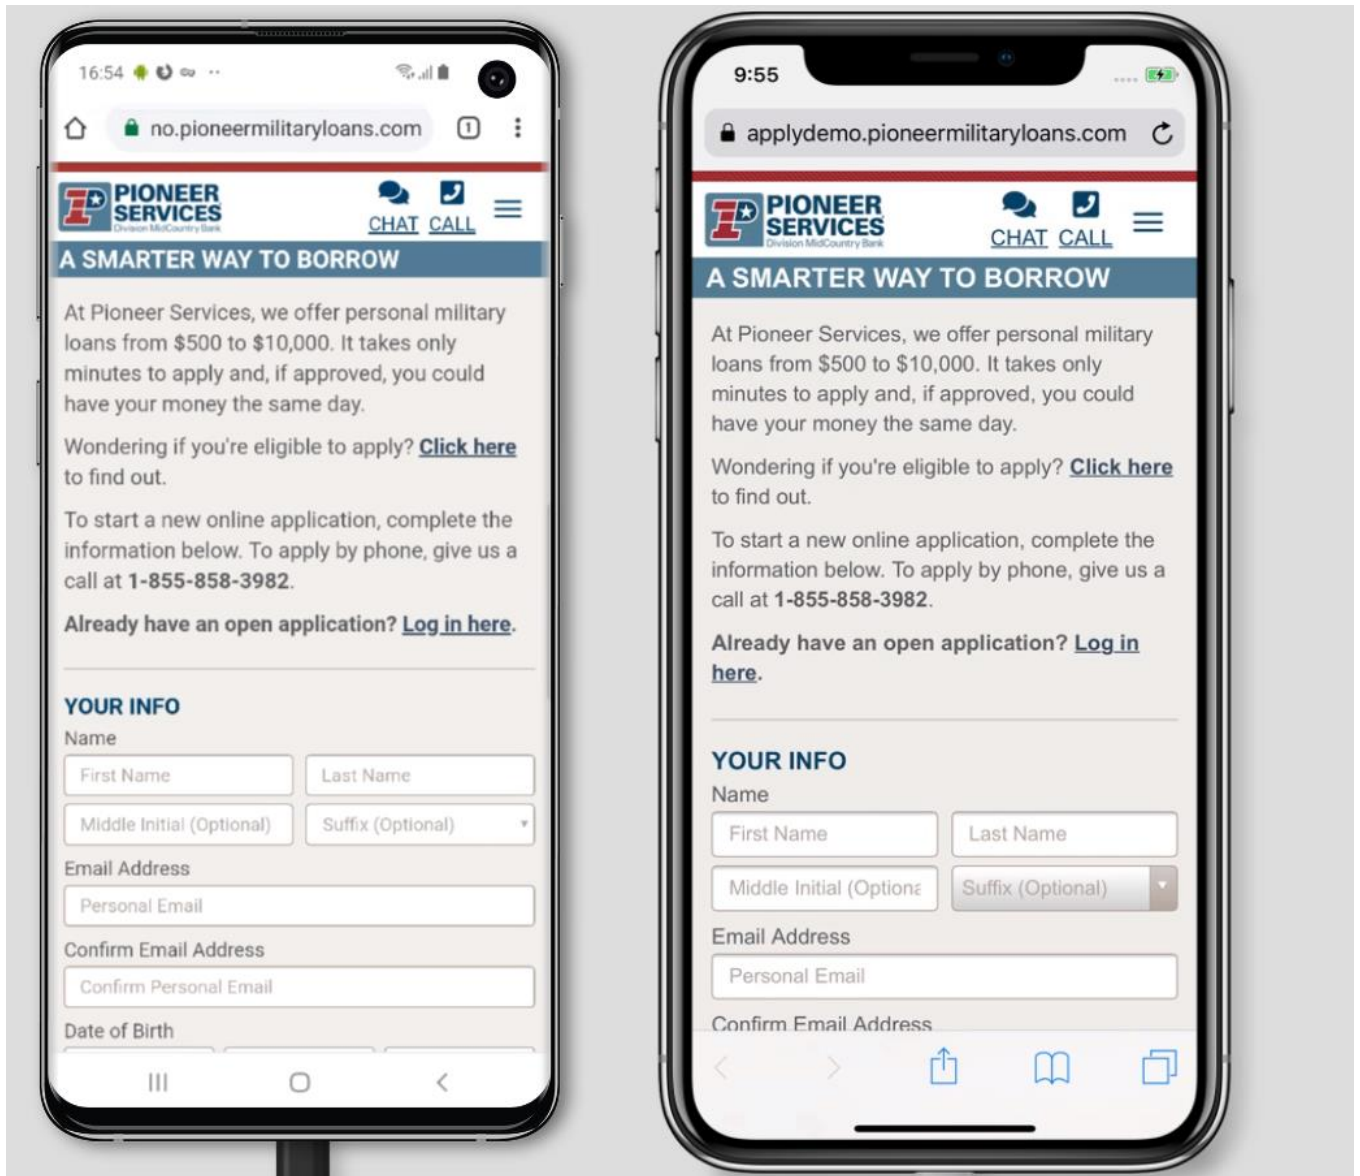 16:54
no.pioneermilitaryloans.com
1
PIONEER
SERVICES
Division MidCountry Bank
CHAT CALL
A SMARTER WAY TO BORROW
At Pioneer Services, we offer personal military
loans from $500 to $10,000. It takes only
minutes to apply and, if approved, you could
have your money the same day.
Wondering if you're eligible to apply? Click here
to find out.
To start a new online application, complete the
information below. To apply by phone, give us a
call at 1-855-858-3982.
Already have an open application? Log in here.
YOUR INFO
Name
First Name Last Name
Middle Initial (Optional) Suffix (Optional)
Email Address
Personal Email
Confirm Email Address
Confirm Personal Email
Date of Birth
9:55
applydemo.pioneermilitaryloans.com
PIONEER
SERVICES
Division MidCountry Bank
CHAT CALL
A SMARTER WAY TO BORROW
At Pioneer Services, we offer personal military
loans from $500 to $10,000. It takes only
minutes to apply and, if approved, you could
have your money the same day.
Wondering if you're eligible to apply? Click here
to find out.
To start a new online application, complete the
information below. To apply by phone, give us a
call at 1-855-858-3982.
Already have an open application? Log in
here.
YOUR INFO
Name
First Name Last Name
Middle Initial (Optiona Suffix (Optional)
Email Address
Personal Email
Confirm Email Address